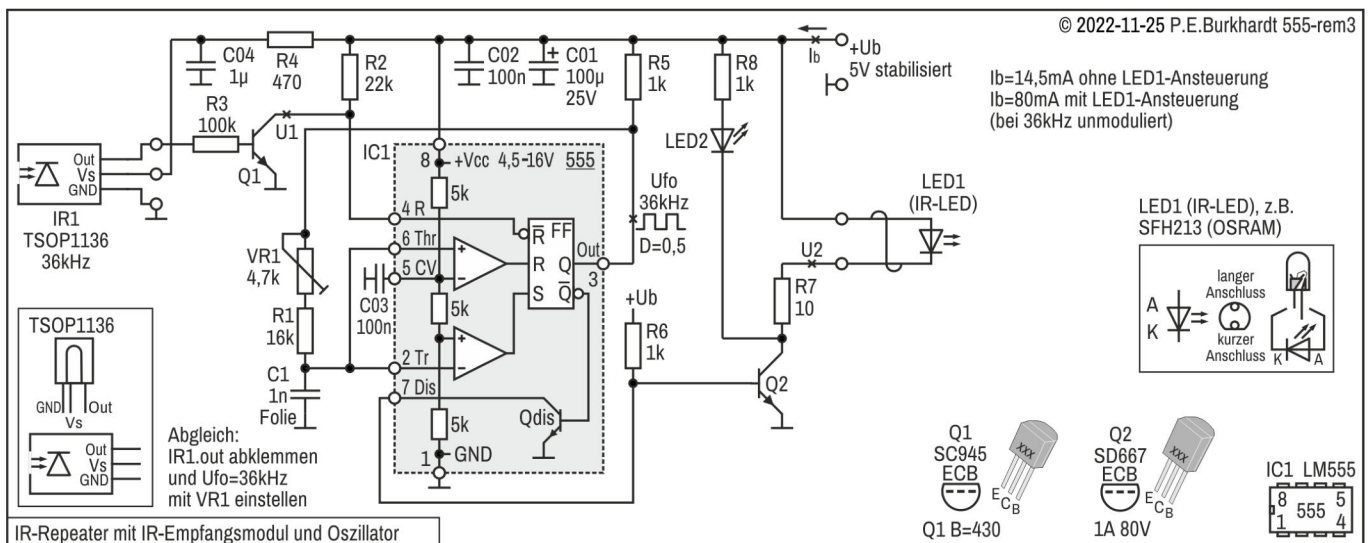 © 2022-11-25 P.E.Burkhardt 555-rem3
C04
1µ
R4
470
R2
22k
C02
100n
+
C01
100µ
25V
R5
1k
R8
1k
Ib
+Ub
5V stabilisiert
Ib=14,5mA ohne LED1-Ansteuerung
Ib=80mA mit LED1-Ansteuerung
(bei 36kHz unmoduliert)
R3
100k
U1
Q1
Out
Vs
GND
IR1
TSOP1136
36kHz
IC1
8
+Vcc 4,5-16V 555
5k
4 R
6 Thr
5 CV
5k
2 Tr
7 Dis
5k
1
GND
+
−
+
−
R
FF
R
Q
S
Q
Out
3
Qdis
VR1
4,7k
R1
16k
C1
1n
Folie
C03
100n
Ufo
36kHz
D=0,5
LED2
+Ub
R6
1k
U2
R7
10
Q2
LED1
(IR-LED)
LED1 (IR-LED), z.B.
SFH213 (OSRAM)
A
K
langer
Anschluss
kurzer
Anschluss
K
A
TSOP1136
GND
Vs
Out
Out
Vs
GND
Abgleich:
IR1.out abklemmen
und Ufo=36kHz
mit VR1 einstellen
Q1
SC945
ECB
XXX
E
C
B
Q1 B=430
Q2
SD667
ECB
XXX
E
C
B
1A 80V
IC1 LM555
8
5
555
1
4
IR-Repeater mit IR-Empfangsmodul und Oszillator